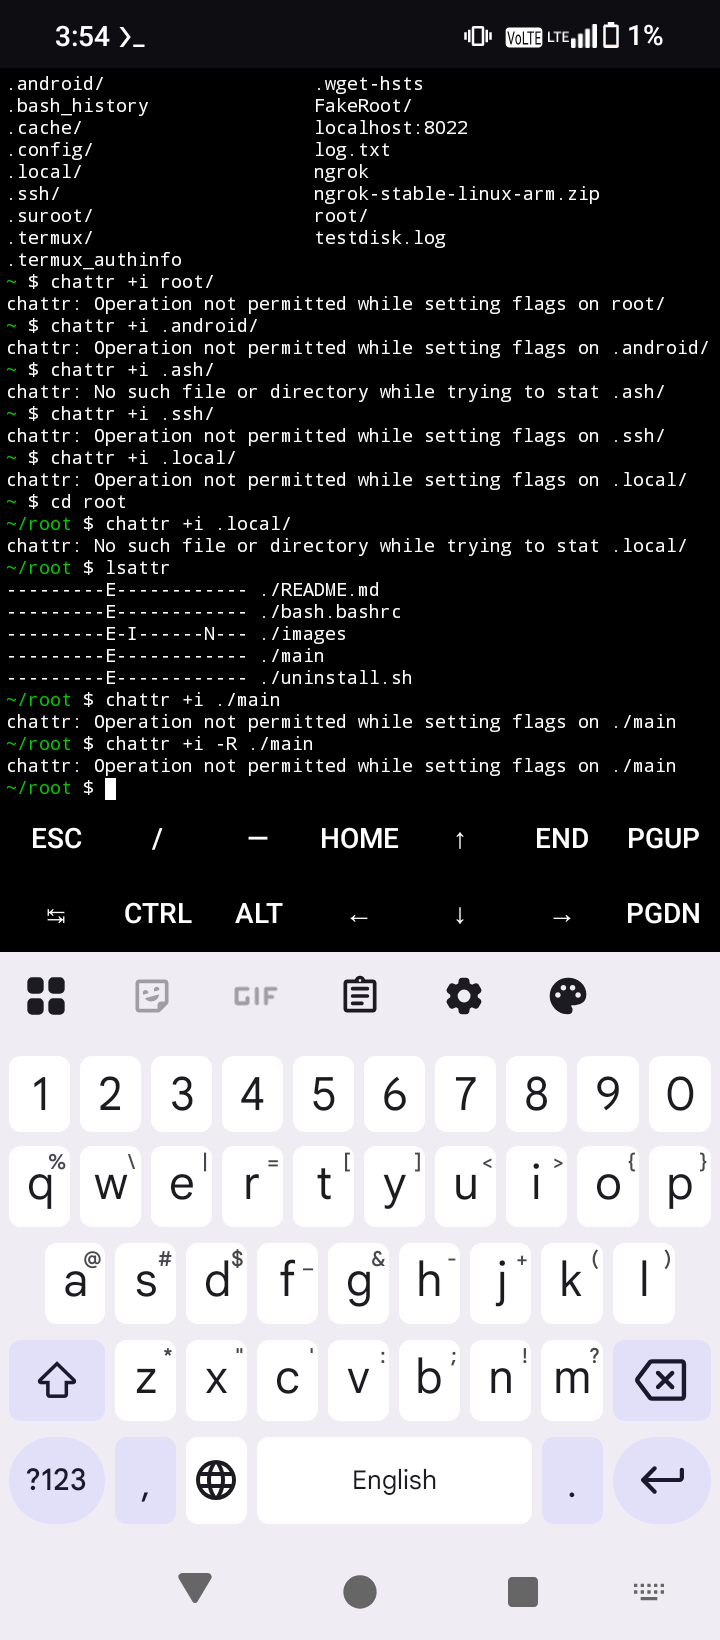 3:54 ❯_ VoLTE LTE 1%
.android/ .wget-hsts
.bash_history FakeRoot/
.cache/ localhost:8022
.config/ log.txt
.local/ ngrok
.ssh/ ngrok-stable-linux-arm.zip
.suroot/ root/
.termux/ testdisk.log
.termux_authinfo
~ $ chattr +i root/
chattr: Operation not permitted while setting flags on root/
~ $ chattr +i .android/
chattr: Operation not permitted while setting flags on .android/
~ $ chattr +i .ash/
chattr: No such file or directory while trying to stat .ash/
~ $ chattr +i .ssh/
chattr: Operation not permitted while setting flags on .ssh/
~ $ chattr +i .local/
chattr: Operation not permitted while setting flags on .local/
~ $ cd root
~/root $ chattr +i .local/
chattr: No such file or directory while trying to stat .local/
~/root $ lsattr
---------E------------ ./README.md
---------E------------ ./bash.bashrc
---------E-I------N--- ./images
---------E------------ ./main
---------E------------ ./uninstall.sh
~/root $ chattr +i ./main
chattr: Operation not permitted while setting flags on ./main
~/root $ chattr +i -R ./main
chattr: Operation not permitted while setting flags on ./main
~/root $
ESC / — HOME ↑ END PGUP
↹ CTRL ALT ← ↓ → PGDN
GIF
1 2 3 4 5 6 7 8 9 0
q % w \ e | r = t [ y ] u < i > o { p }
a @ s # d $ f _ g & h - j + k ( l )
z * x " c ' v : b ; n ! m ?
?123 , English .